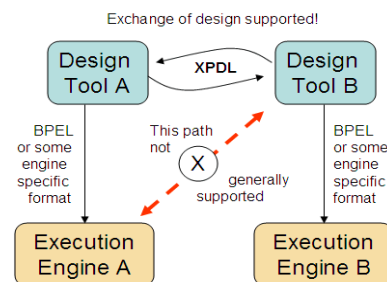 Exchange of design supported!
Design
Tool A
XPDL
Design
Tool B
BPEL
or some
engine
specific
format
This path
not
X
generally
supported
BPEL
or some
engine
specific
format
Execution
Engine A
Execution
Engine B